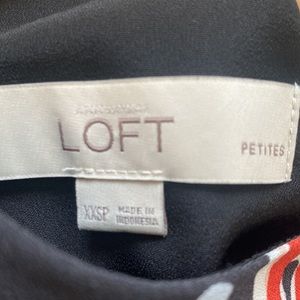 LOFT
PETITES
XXSP
MADE IN
INDONESIA